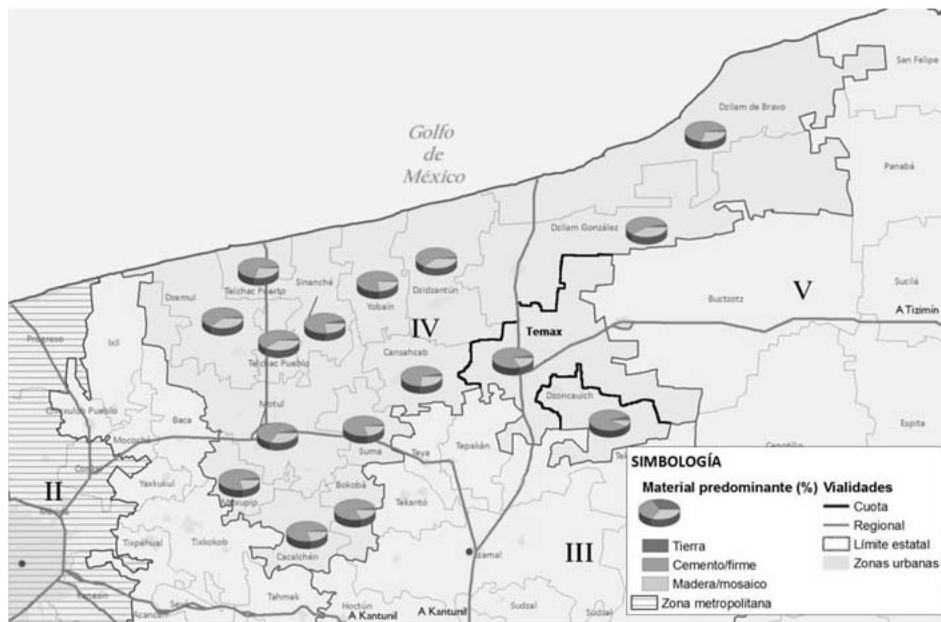 San Felipe
Dzilam de Bravo
Golfo
de
México
Panabá
Dzilam González
Telchac Puerto
Sinanché
Dzemul
Yobaín
Dzidzantún
Sucilá
V
Buctzotz
A Tizimín
IV
Temax
Progreso
Ixil
Cansahcab
Telchac Pueblo
Dzoncauich
Chicxulub Pueblo
Baca
Motul
Mocochá
Suma
Teya
Tepakán
Espita
Yaxkukul
Muxupip
Bokobá
Tekantó
II
Tixpéhual
Tixkokob
Cacalchén
Izamal
III
Tahmek
Hoctún
A Kantunil
A Kantunil
Sudzal
Sudzal
Acanceh
SIMBOLOGÍA
Material predominante (%)
Tierra
Cemento/firme
Madera/mosaico
Zona metropolitana
Vialidades
Cuota
Regional
Límite estatal
Zonas urbanas